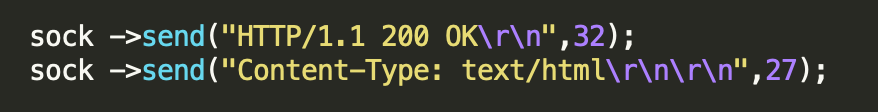 sock ->send("HTTP/1.1 200 OK\r\n",32);
sock ->send("Content-Type: text/html\r\n\r\n",27);